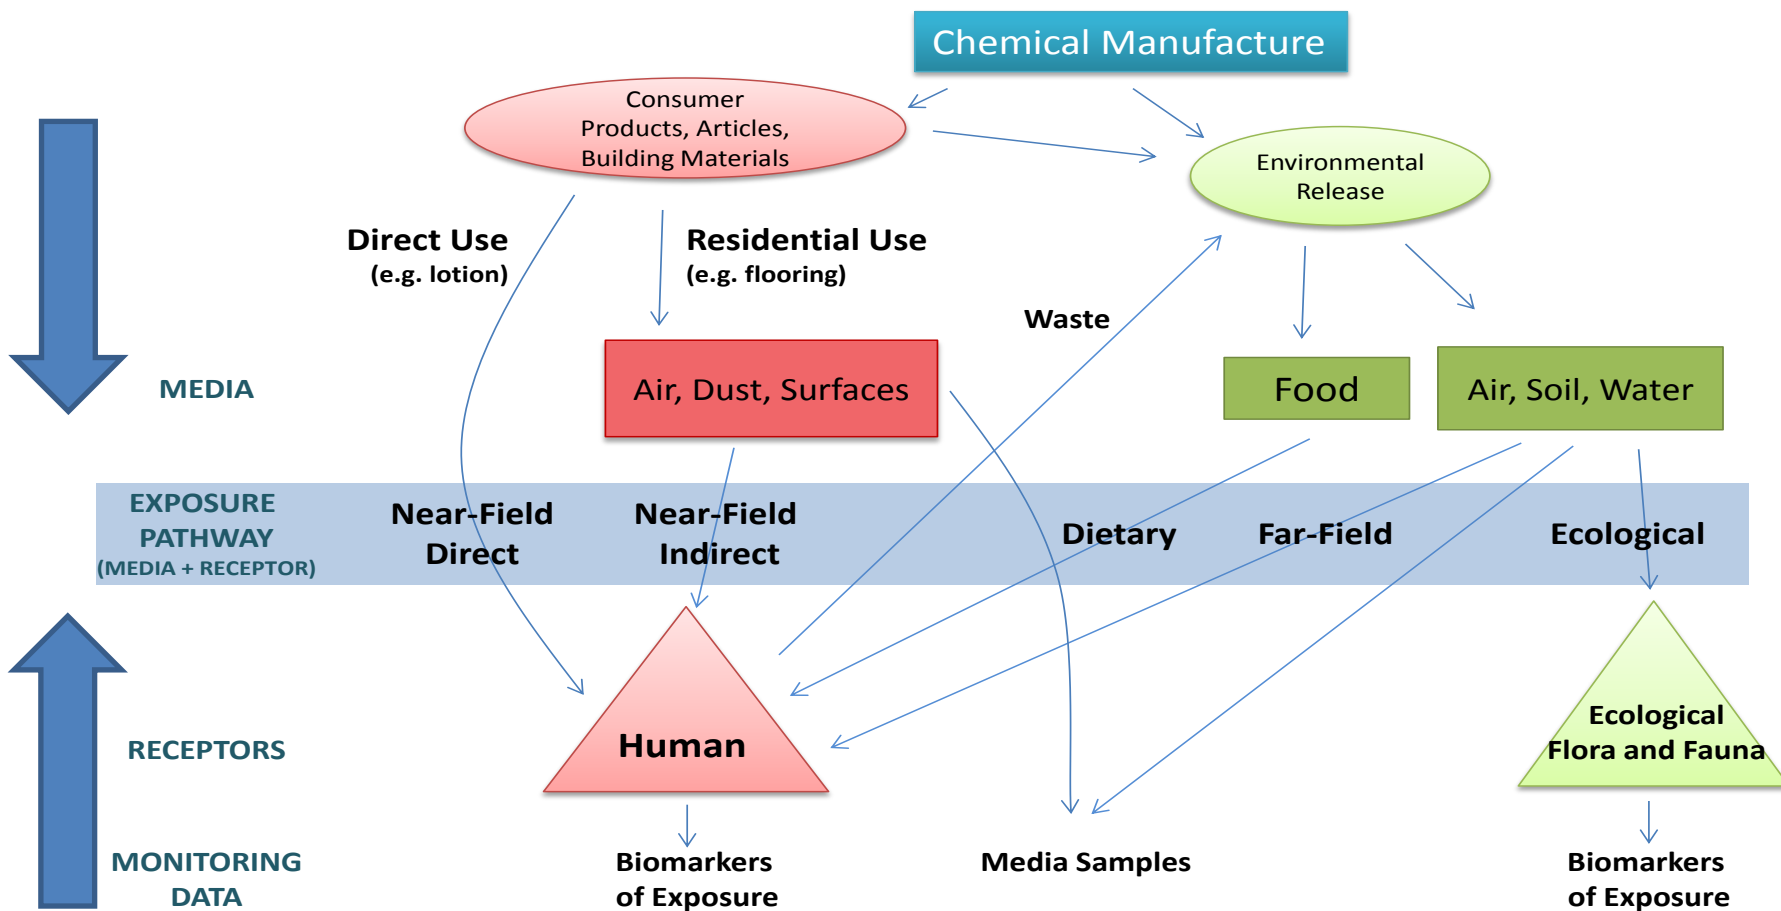 Chemical Manufacture
Consumer
Products, Articles,
Building Materials
Environmental
Release
Direct Use
(e.g. lotion)
Residential Use
(e.g. flooring)
Waste
MEDIA
Air, Dust, Surfaces
Food
Air, Soil, Water
EXPOSURE
PATHWAY
(MEDIA + RECEPTOR)
Near-Field
Direct
Near-Field
Indirect
Dietary
Far-Field
Ecological
RECEPTORS
Human
Ecological
Flora and Fauna
MONITORING
DATA
Biomarkers
of Exposure
Media Samples
Biomarkers
of Exposure